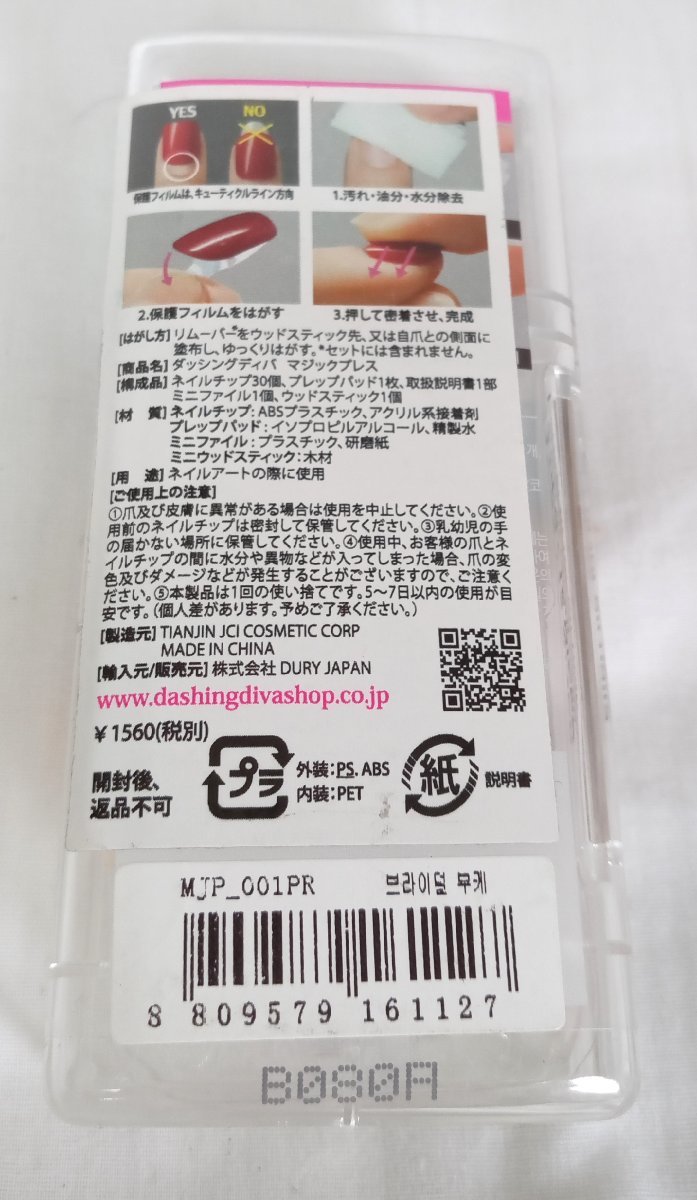 YES NO
保護フィルムは、キューティクルライン方向
1.汚れ・油分・水分除去
2.保護フィルムをはがす
3.押して密着させ、完成
[はがし方] リムーバー*をウッドスティック先、又は自爪との側面に
塗布し、ゆっくりはがす。*セットには含まれません。
[商品名] ダッシングディバ マジックプレス
[構成品] ネイルチップ30個、プレップパッド1枚、取扱説明書1部
ミニファイル1個、ウッドスティック1個
[材 質] ネイルチップ：ABSプラスチック、アクリル系接着剤
プレップパッド：イソプロピルアルコール、精製水
ミニファイル：プラスチック、研磨紙
ミニウッドスティック：木材
[用 途] ネイルアートの際に使用
[ご使用上の注意]
①爪及び皮膚に異常がある場合は使用を中止してください。②使
用前のネイルチップは密封して保管してください。③乳幼児の手
の届かない場所に保管してください。④使用中、お客様の爪とネ
イルチップの間に水分や異物などが入ってしまった場合、爪の変
色及びダメージなどが発生することがございますので、ご注意くだ
さい。⑤本製品は1回の使い捨てです。5〜7日以内の使用が目
安です。（個人差があります。予めご了承ください。）
[製造元] TIANJIN JCI COSMETIC CORP
MADE IN CHINA
[輸入元/販売元] 株式会社 DURY JAPAN
www.dashingdivashop.co.jp
¥1560(税別)
開封後、
返品不可
プラ
外装：PS. ABS
内装：PET
紙
説明書
MJP_001PR 브라이덜 부케
8 809579 161127
B080A